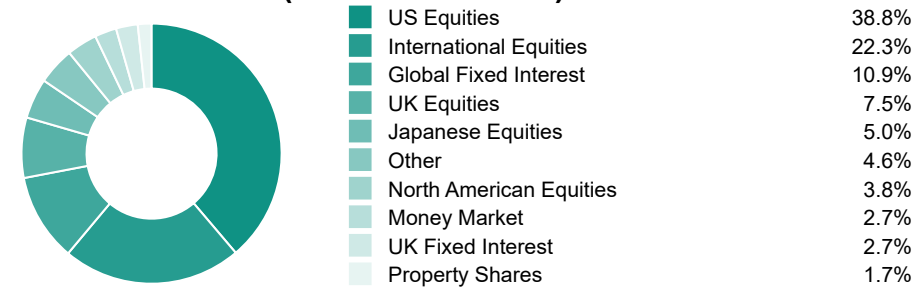 US Equities 38.8%
International Equities 22.3%
Global Fixed Interest 10.9%
UK Equities 7.5%
Japanese Equities 5.0%
Other 4.6%
North American Equities 3.8%
Money Market 2.7%
UK Fixed Interest 2.7%
Property Shares 1.7%